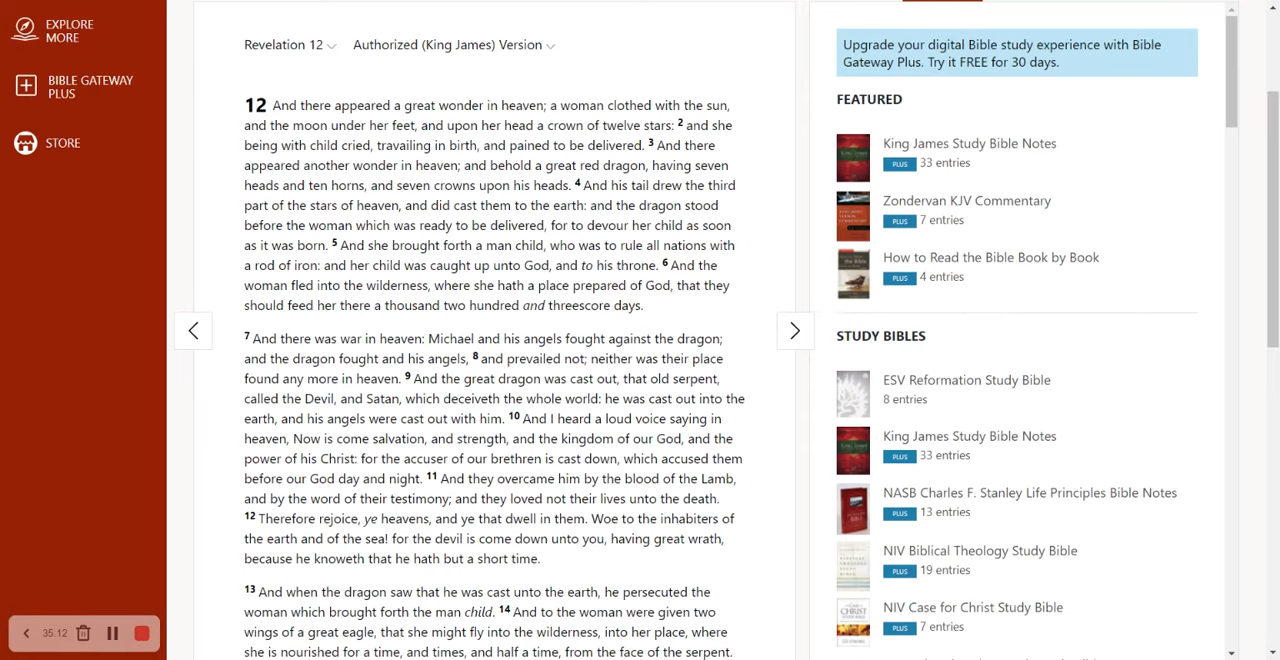 EXPLORE
MORE
BIBLE GATEWAY
PLUS
STORE
35:12
Revelation 12 Authorized (King James) Version
12 And there appeared a great wonder in heaven; a woman clothed with the sun,
and the moon under her feet, and upon her head a crown of twelve stars: 2 and she
being with child cried, travailing in birth, and pained to be delivered. 3 And there
appeared another wonder in heaven; and behold a great red dragon, having seven
heads and ten horns, and seven crowns upon his heads. 4 And his tail drew the third
part of the stars of heaven, and did cast them to the earth: and the dragon stood
before the woman which was ready to be delivered, for to devour her child as soon
as it was born. 5 And she brought forth a man child, who was to rule all nations with
a rod of iron: and her child was caught up unto God, and to his throne. 6 And the
woman fled into the wilderness, where she hath a place prepared of God, that they
should feed her there a thousand two hundred and threescore days.
7 And there was war in heaven: Michael and his angels fought against the dragon;
and the dragon fought and his angels, 8 and prevailed not; neither was their place
found any more in heaven. 9 And the great dragon was cast out, that old serpent,
called the Devil, and Satan, which deceiveth the whole world: he was cast out into the
earth, and his angels were cast out with him. 10 And I heard a loud voice saying in
heaven, Now is come salvation, and strength, and the kingdom of our God, and the
power of his Christ: for the accuser of our brethren is cast down, which accused them
before our God day and night. 11 And they overcame him by the blood of the Lamb,
and by the word of their testimony; and they loved not their lives unto the death.
12 Therefore rejoice, ye heavens, and ye that dwell in them. Woe to the inhabiters of
the earth and of the sea! for the devil is come down unto you, having great wrath,
because he knoweth that he hath but a short time.
13 And when the dragon saw that he was cast unto the earth, he persecuted the
woman which brought forth the man child. 14 And to the woman were given two
wings of a great eagle, that she might fly into the wilderness, into her place, where
she is nourished for a time, and times, and half a time, from the face of the serpent.
Upgrade your digital Bible study experience with Bible
Gateway Plus. Try it FREE for 30 days.
FEATURED
King James Study Bible Notes
PLUS 33 entries
Zondervan KJV Commentary
PLUS 7 entries
How to Read the Bible Book by Book
PLUS 4 entries
STUDY BIBLES
ESV Reformation Study Bible
8 entries
King James Study Bible Notes
PLUS 33 entries
NASB Charles F. Stanley Life Principles Bible Notes
PLUS 13 entries
NIV Biblical Theology Study Bible
PLUS 19 entries
NIV Case for Christ Study Bible
PLUS 7 entries